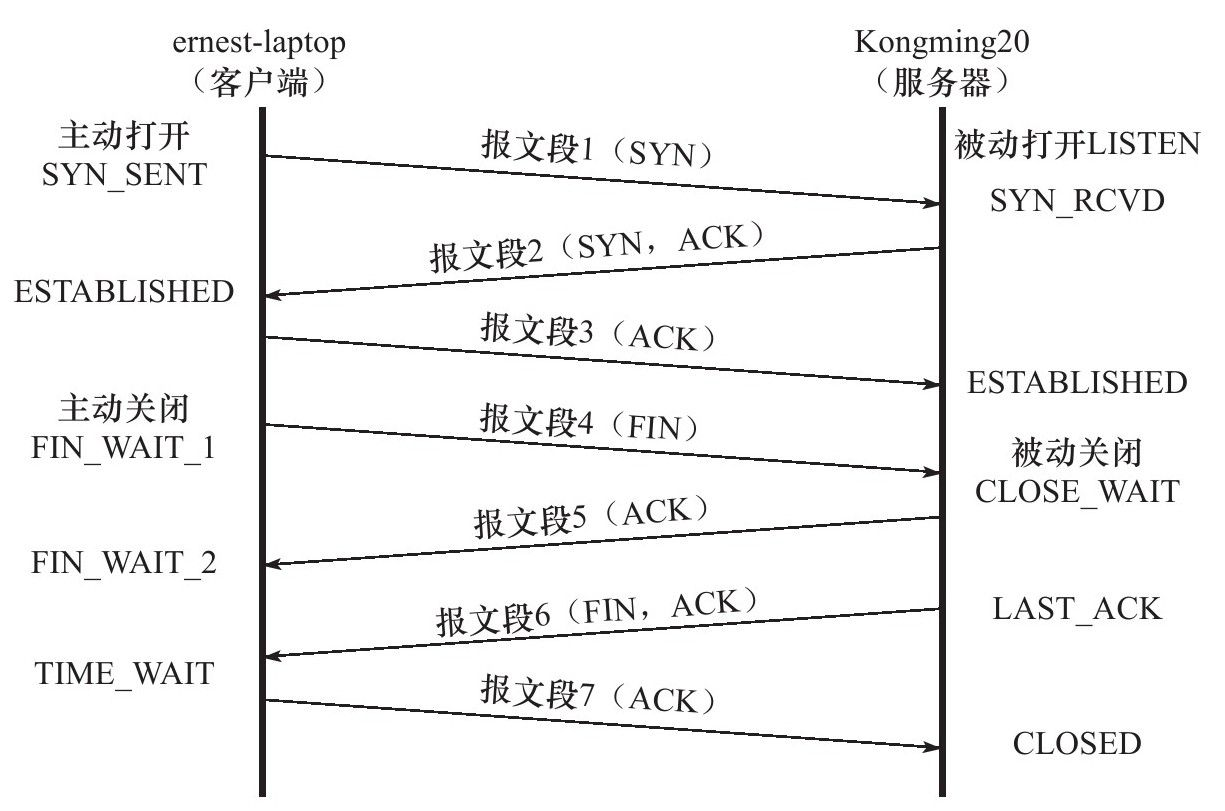 ernest-laptop
（客户端）
Kongming20
（服务器）
主动打开
SYN_SENT
报文段1（SYN）
被动打开LISTEN
SYN_RCVD
报文段2（SYN，ACK）
ESTABLISHED
报文段3（ACK）
ESTABLISHED
主动关闭
FIN_WAIT_1
报文段4（FIN）
被动关闭
CLOSE_WAIT
报文段5（ACK）
FIN_WAIT_2
报文段6（FIN，ACK）
LAST_ACK
TIME_WAIT
报文段7（ACK）
CLOSED